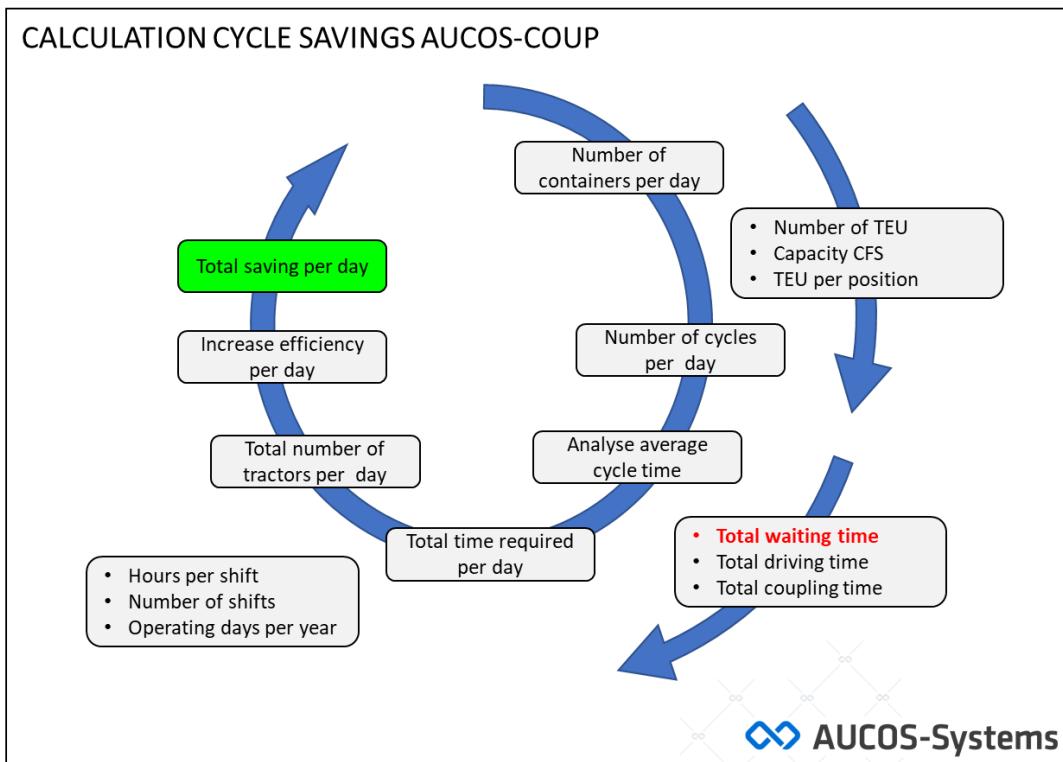 CALCULATION CYCLE SAVINGS AUCOS-COUP
Number of
containers per day
• Number of TEU
• Capacity CFS
• TEU per position
Number of cycles
per day
Analyse average
cycle time
• Total waiting time
• Total driving time
• Total coupling time
Total time required
per day
• Hours per shift
• Number of shifts
• Operating days per year
Total number of
tractors per day
Increase efficiency
per day
Total saving per day
AUCOS-Systems